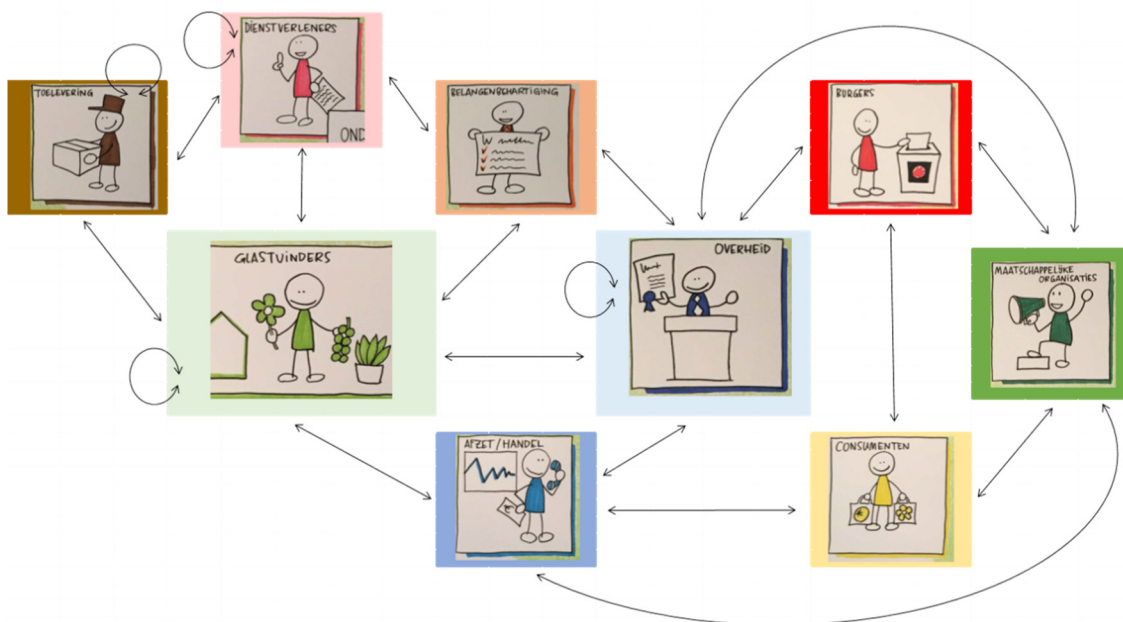 DIENSTVERLENERS
OND
TOELEVERING
BELANGENBEHARTIGING
BURGERS
GLASTUINDERS
OVERHEID
MAATSCHAPPELIJKE
ORGANISATIES
AFZET/HANDEL
CONSUMENTEN